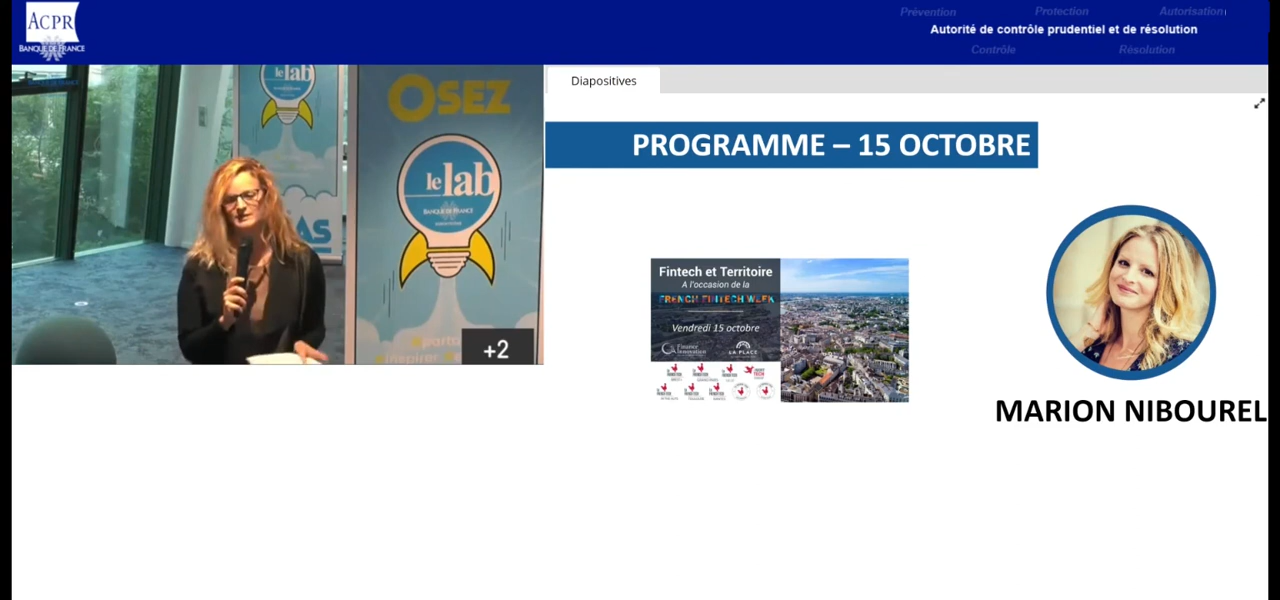 ACPR
BANQUE DE FRANCE
Prévention
Protection
Autorisation
Autorité de contrôle prudentiel et de résolution
Contrôle
Résolution
le lab
OSEZ
le lab
BANQUE DE FRANCE
+2
Diapositives
PROGRAMME – 15 OCTOBRE
Fintech et Territoire
A l'occasion de la
FRENCH FINTECH WEEK
Vendredi 15 octobre
Finance
Innovation
LA PLACE
MARION NIBOUREL